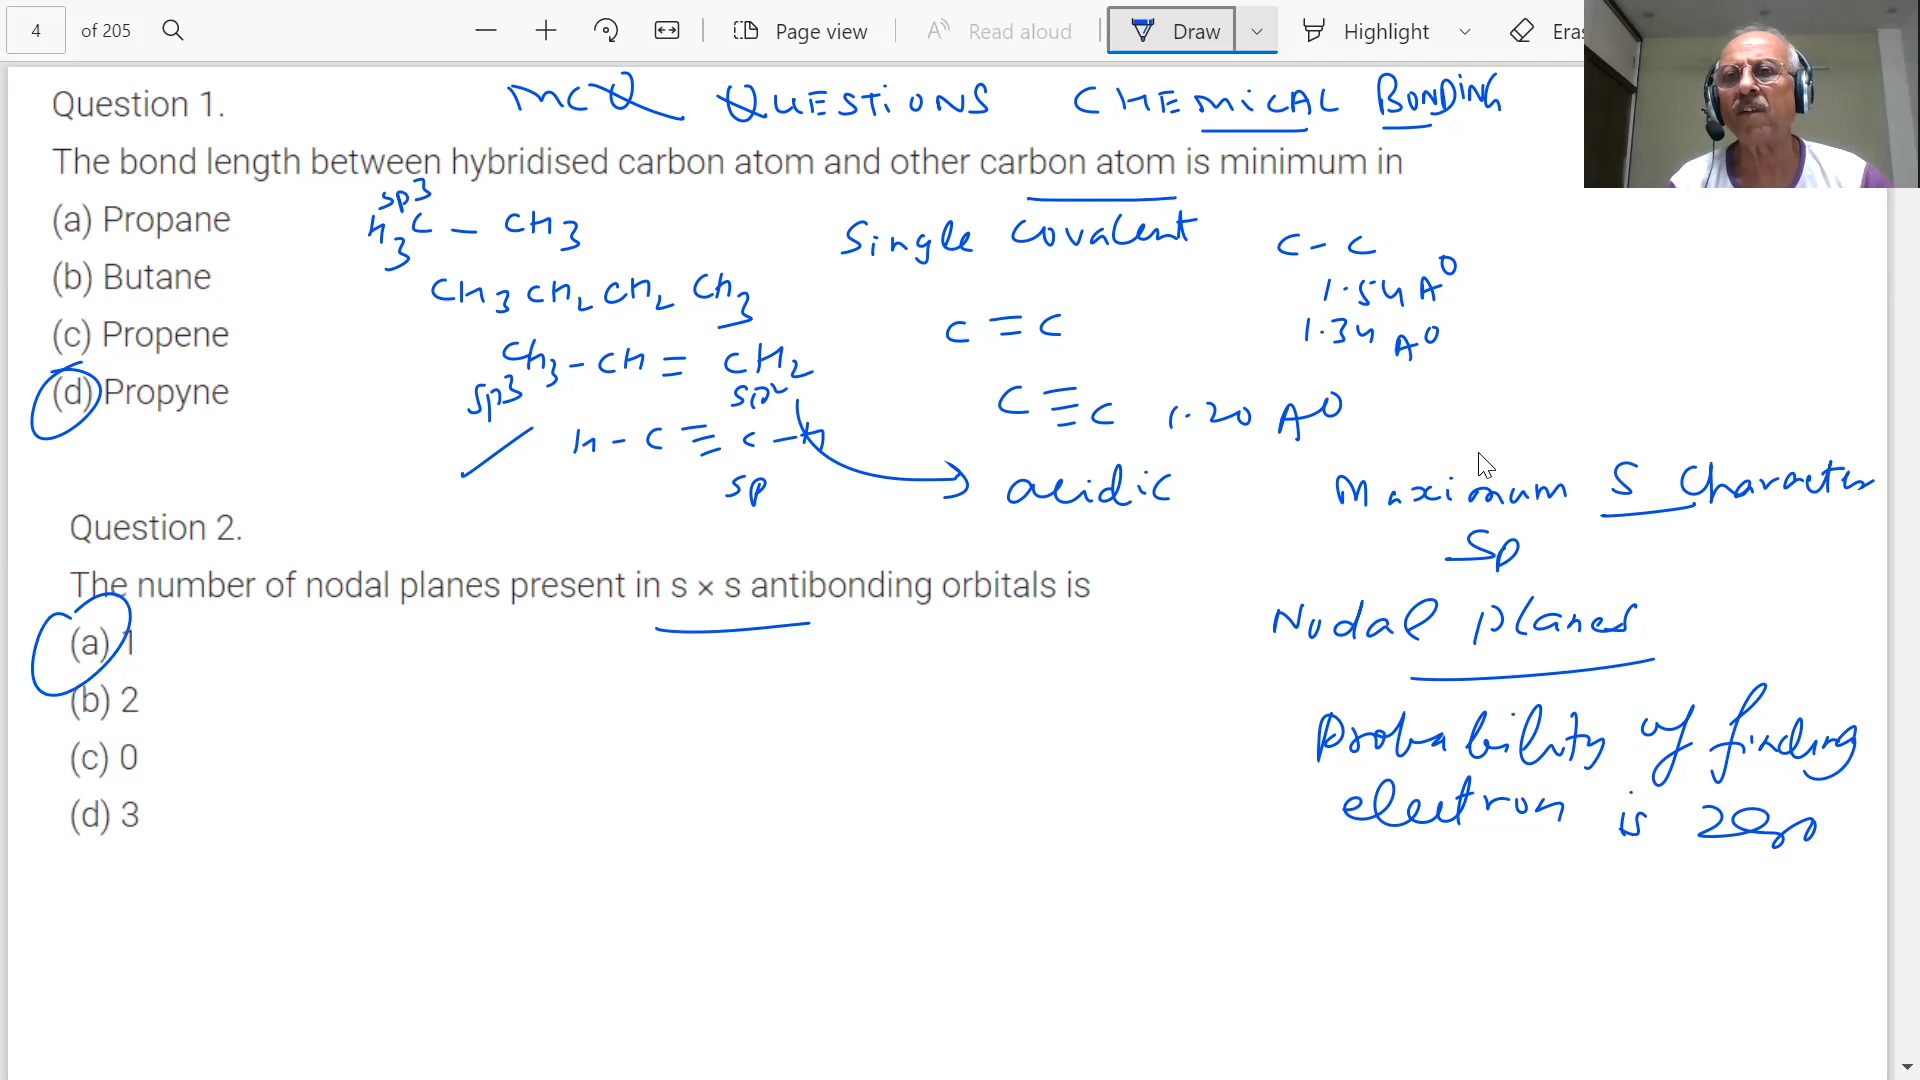 4 of 205 Page view Read aloud Draw Highlight
MCQ QUESTIONS CHEMICAL BONDING
Question 1.
The bond length between hybridised carbon atom and other carbon atom is minimum in
sp3
(a) Propane H3C - CH3 Single Covalent C - C
(b) Butane CH3 CH2 CH2 CH3 1.54 A0
(c) Propene CH3 - CH = CH2 C = C 1.34 A0
sp3 sp2
(d) Propyne C ≡ C 1.20 A0
H - C ≡ C - H
sp acidic Maximum S Character
Sp
Question 2.
The number of nodal planes present in s × s antibonding orbitals is
Nodal planes
(a) 1
(b) 2
(c) 0
(d) 3
Probability of finding
electron is zero